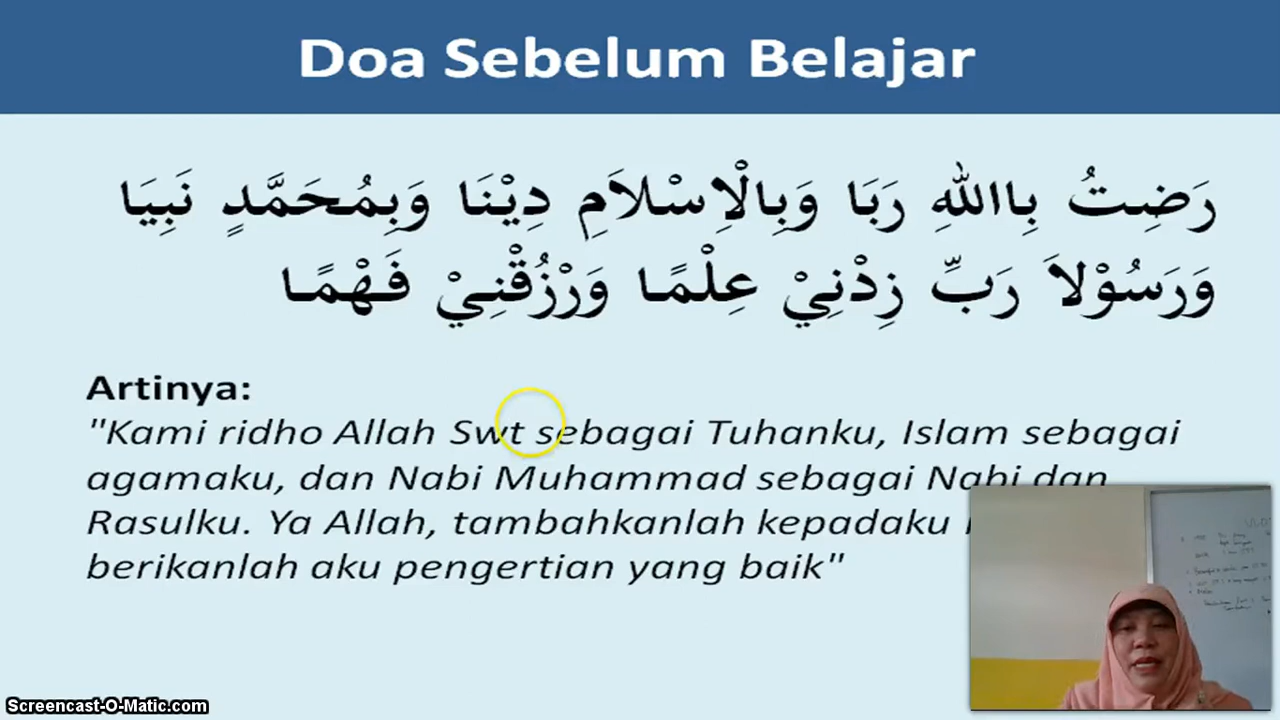 Doa Sebelum Belajar
رَضِتُ بِااللهِ رَبَا وَبِالْاِسْلاَمِ دِيْنَا وَبِمُحَمَّدٍ نَبِيَا
وَرَسُوْلاَ رَبِّ زِدْنِيْ عِلْمًا وَرْزُقْنِيْ فَهْمًا
Artinya:
"Kami ridho Allah Swt sebagai Tuhanku, Islam sebagai
agamaku, dan Nabi Muhammad sebagai Nabi dan
Rasulku. Ya Allah, tambahkanlah kepadaku
berikanlah aku pengertian yang baik"
Screencast-O-Matic.com